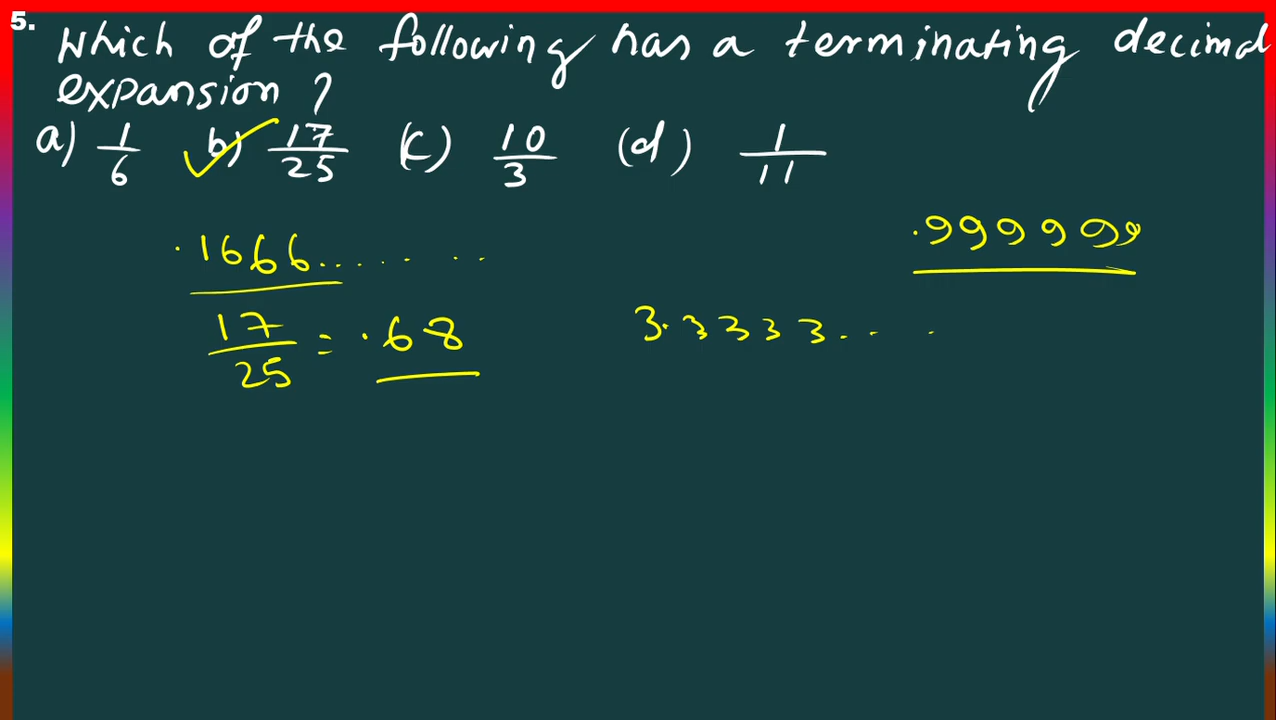 5.
Which of the following has a terminating decimal
expansion ?
a) 1/6 b) 17/25 (c) 10/3 (d) 1/11
.999999
.1666.......
17/25 = .68 3.3333....